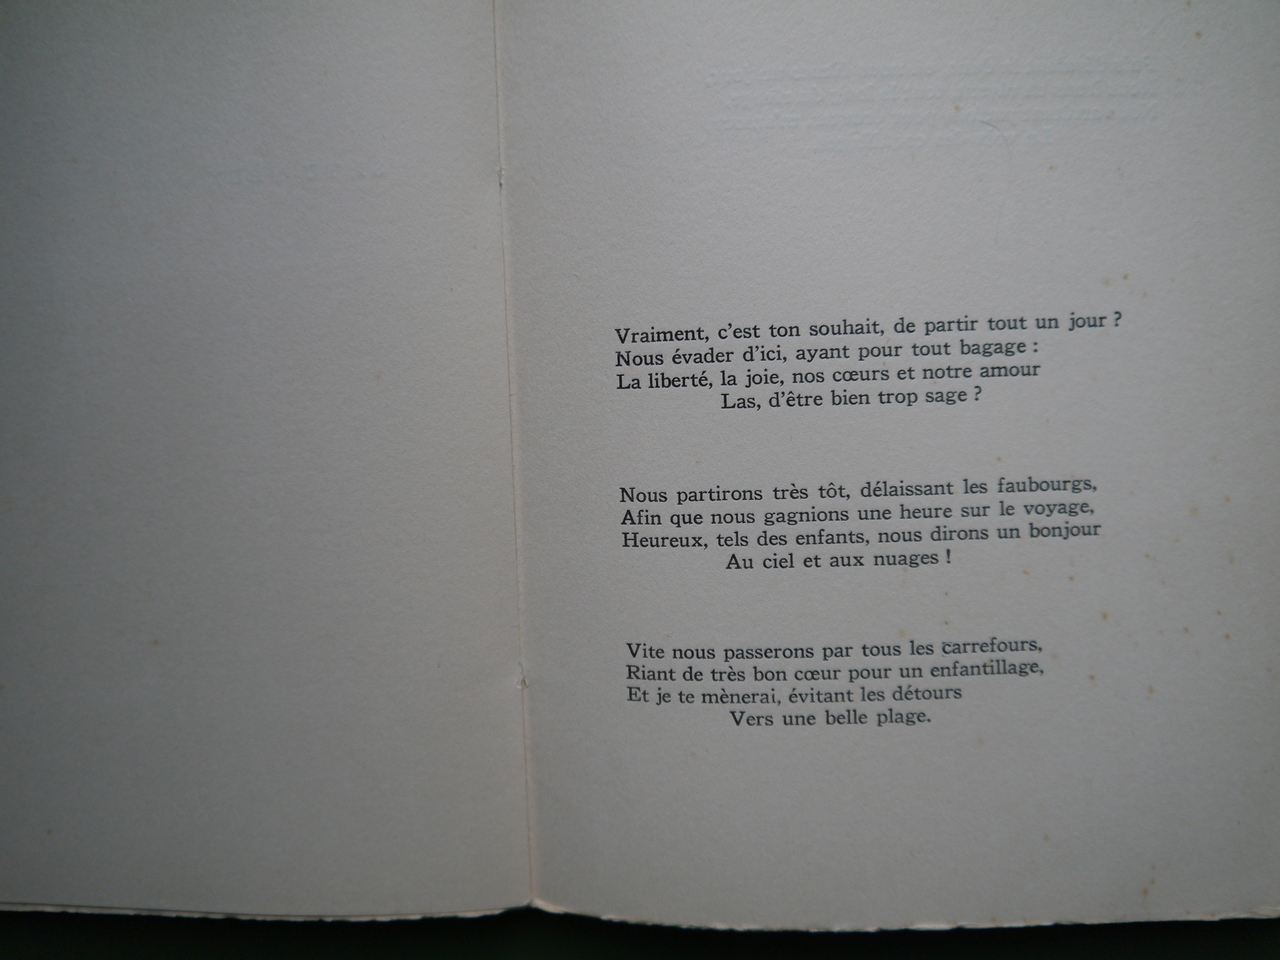 Vraiment, c'est ton souhait, de partir tout un jour ?
Nous évader d'ici, ayant pour tout bagage :
La liberté, la joie, nos cœurs et notre amour
Las, d'être bien trop sage ?
Nous partirons très tôt, délaissant les faubourgs,
Afin que nous gagnions une heure sur le voyage,
Heureux, tels des enfants, nous dirons un bonjour
Au ciel et aux nuages !
Vite nous passerons par tous les carrefours,
Riant de très bon cœur pour un enfantillage,
Et je te mènerai, évitant les détours
Vers une belle plage.